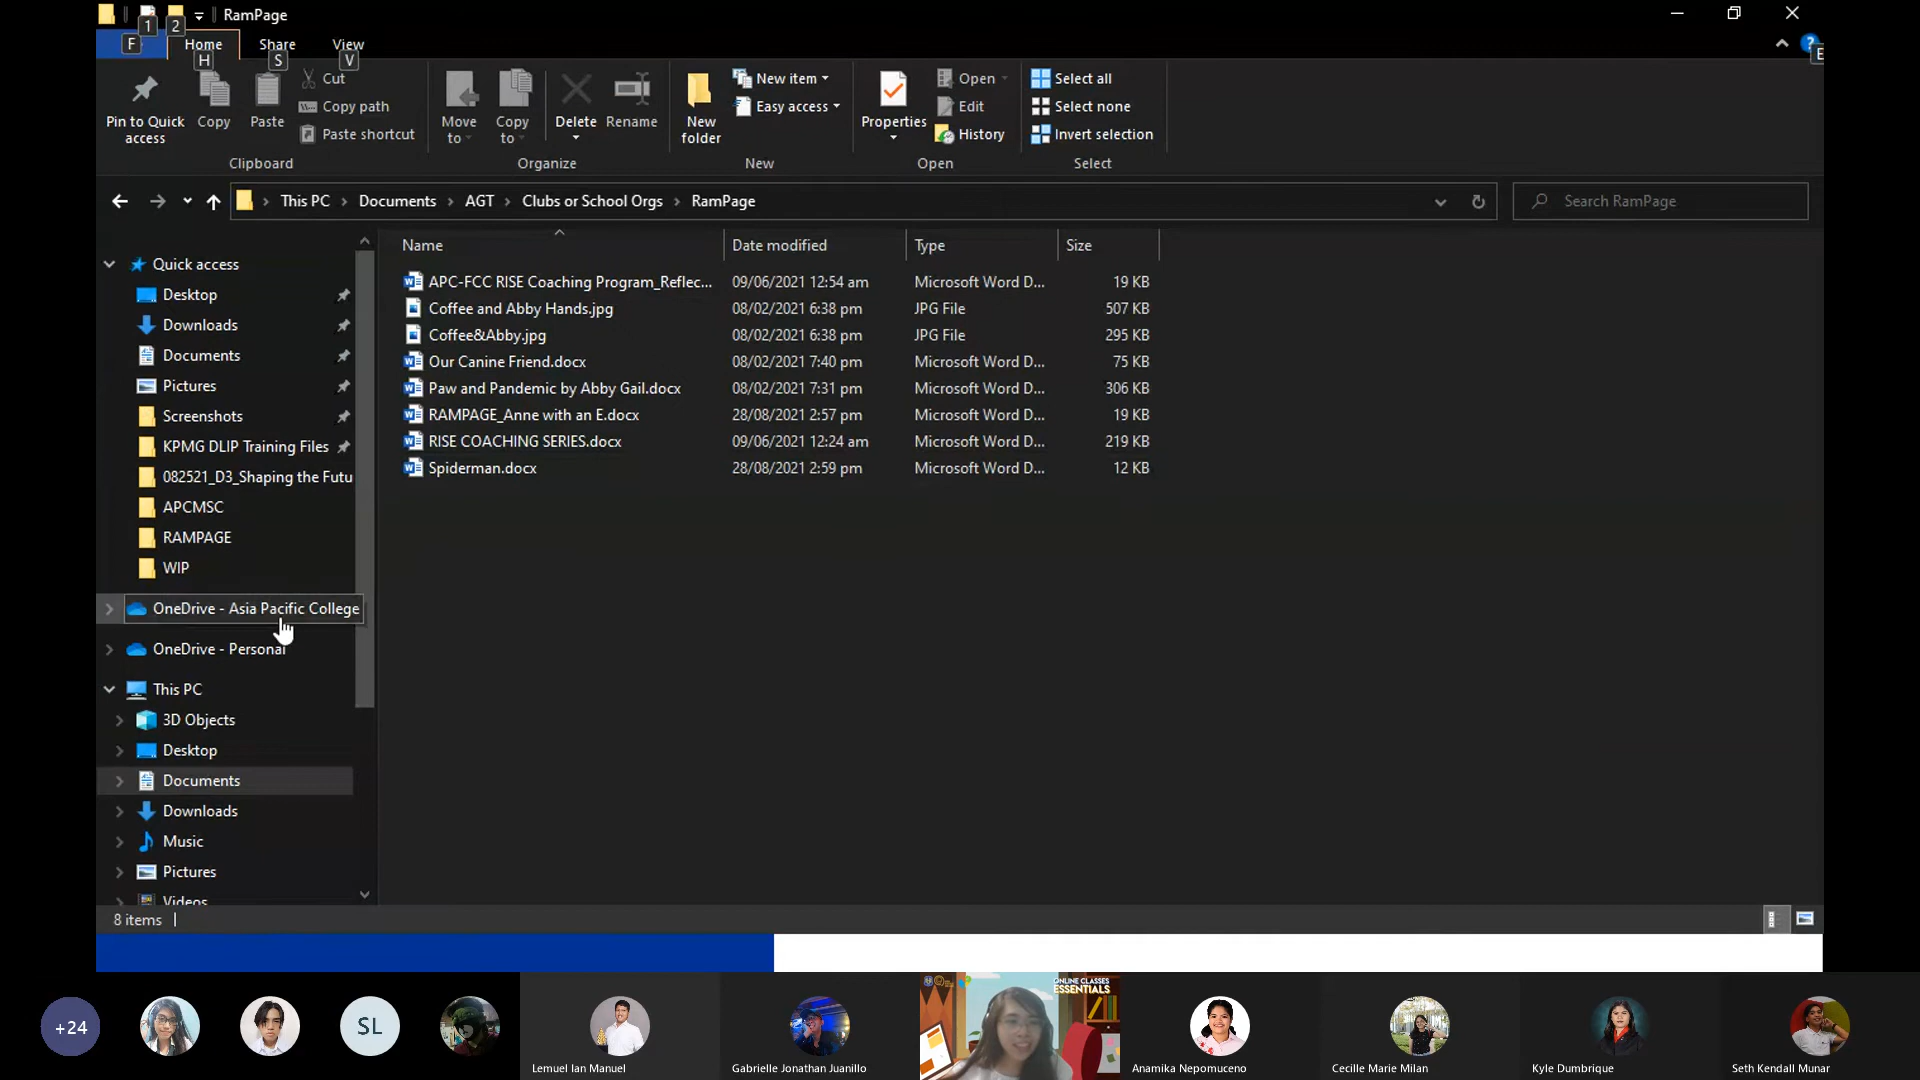 1 2 RamPage
F Home Share View
H S V E
Pin to Quick access
Copy
Paste
Cut
Copy path
Paste shortcut
Clipboard
Move to
Copy to
Delete
Rename
Organize
New folder
New item
Easy access
New
Properties
Open
Edit
History
Open
Select all
Select none
Invert selection
Select
This PC › Documents › AGT › Clubs or School Orgs › RamPage
Search RamPage
Quick access
Desktop
Downloads
Documents
Pictures
Screenshots
KPMG DLIP Training Files
082521_D3_Shaping the Futu
APCMSC
RAMPAGE
WIP
OneDrive - Asia Pacific College
OneDrive - Personal
This PC
3D Objects
Desktop
Documents
Downloads
Music
Pictures
Videos
Name Date modified Type Size
APC-FCC RISE Coaching Program_Reflec... 09/06/2021 12:54 am Microsoft Word D... 19 KB
Coffee and Abby Hands.jpg 08/02/2021 6:38 pm JPG File 507 KB
Coffee&Abby.jpg 08/02/2021 6:38 pm JPG File 295 KB
Our Canine Friend.docx 08/02/2021 7:40 pm Microsoft Word D... 75 KB
Paw and Pandemic by Abby Gail.docx 08/02/2021 7:31 pm Microsoft Word D... 306 KB
RAMPAGE_Anne with an E.docx 28/08/2021 2:57 pm Microsoft Word D... 19 KB
RISE COACHING SERIES.docx 09/06/2021 12:24 am Microsoft Word D... 219 KB
Spiderman.docx 28/08/2021 2:59 pm Microsoft Word D... 12 KB
8 items
+24
SL
Lemuel Ian Manuel
Gabrielle Jonathan Juanillo
ONLINE CLASSES
ESSENTIALS
Anamika Nepomuceno
Cecille Marie Milan
Kyle Dumbrique
Seth Kendall Munar